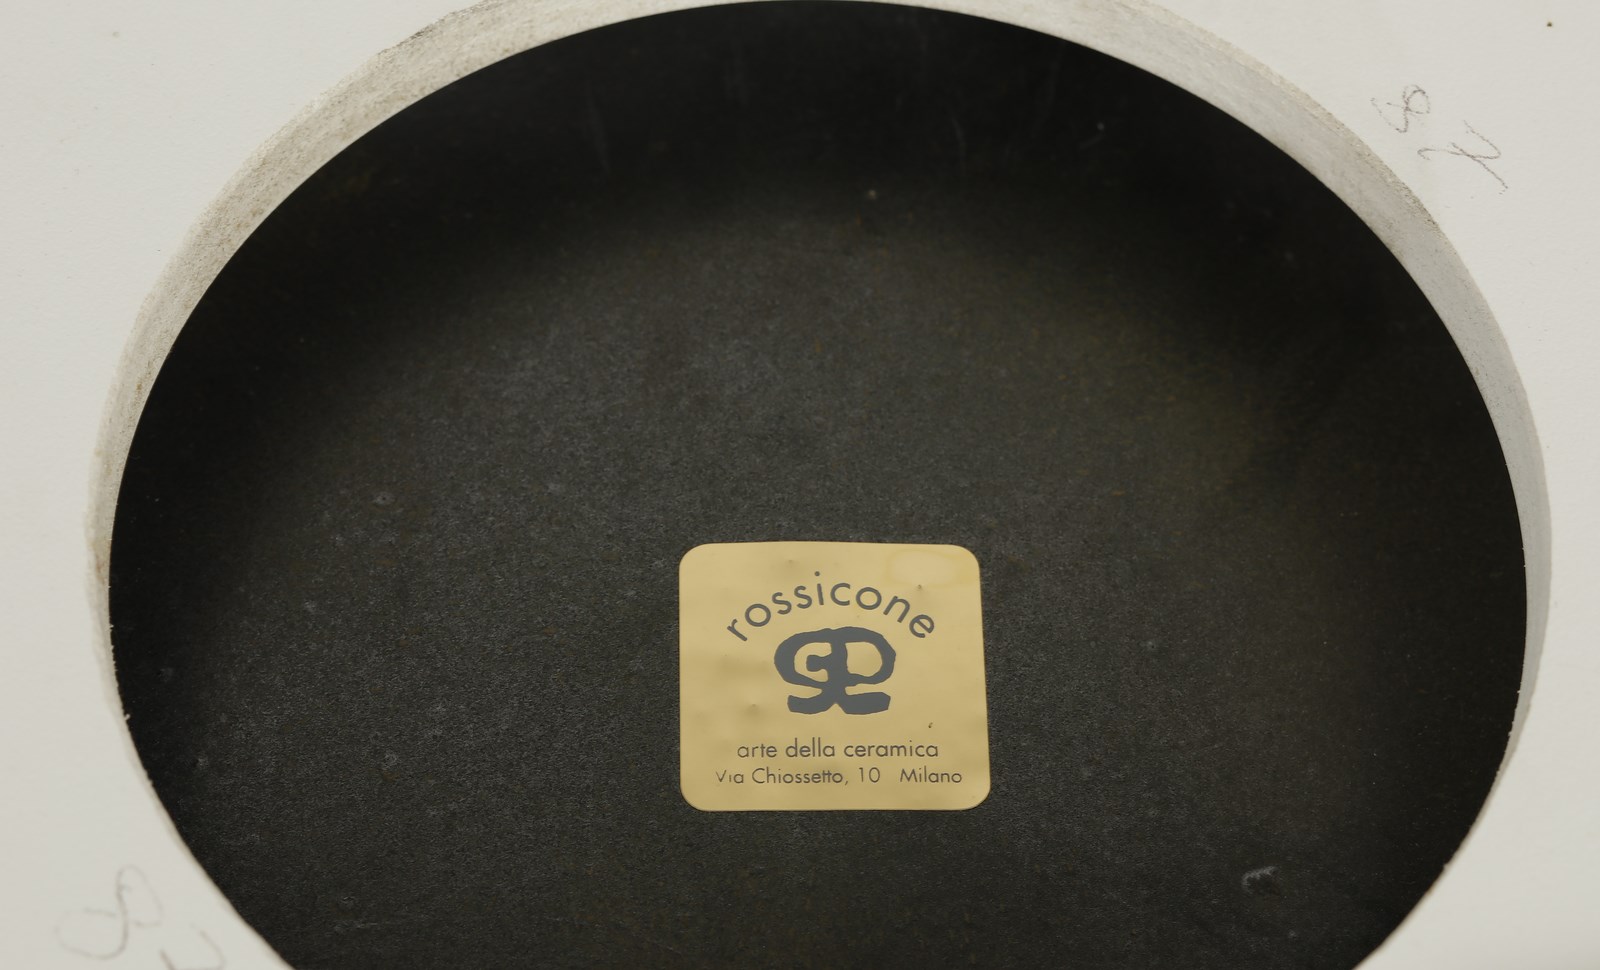 rossicone
arte della ceramica
Via Chiossetto, 10 Milano